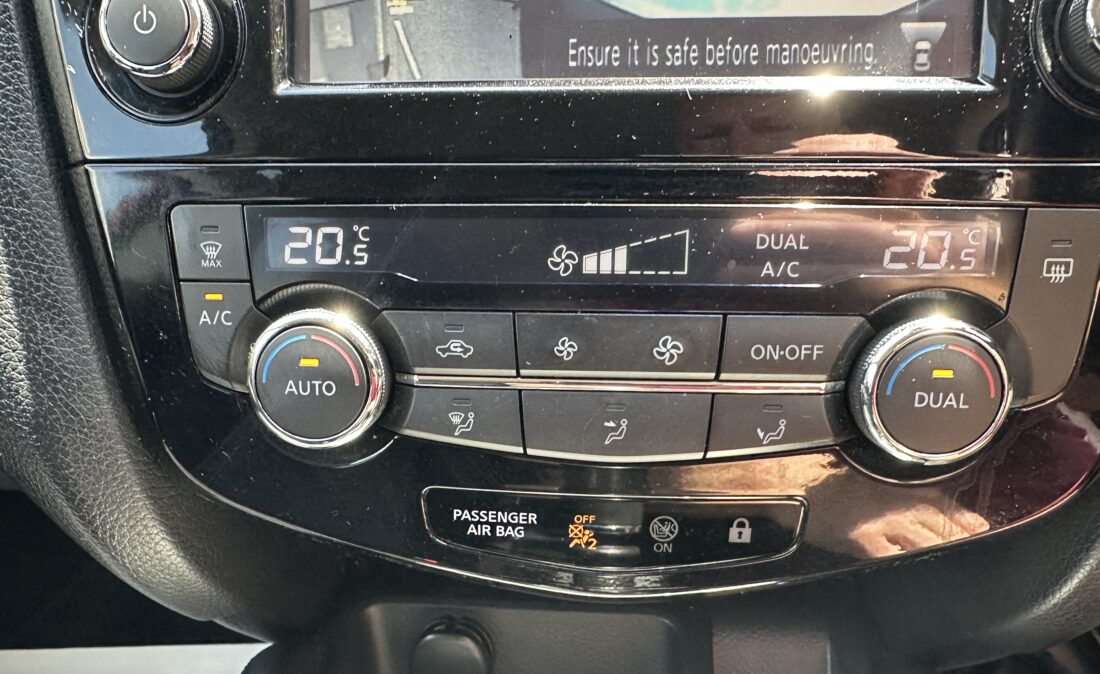 Ensure it is safe before manoeuvring.
20.5 °C
DUAL
A/C
20.5 °C
MAX
A/C
AUTO
ON·OFF
DUAL
PASSENGER
AIR BAG
OFF
2
ON